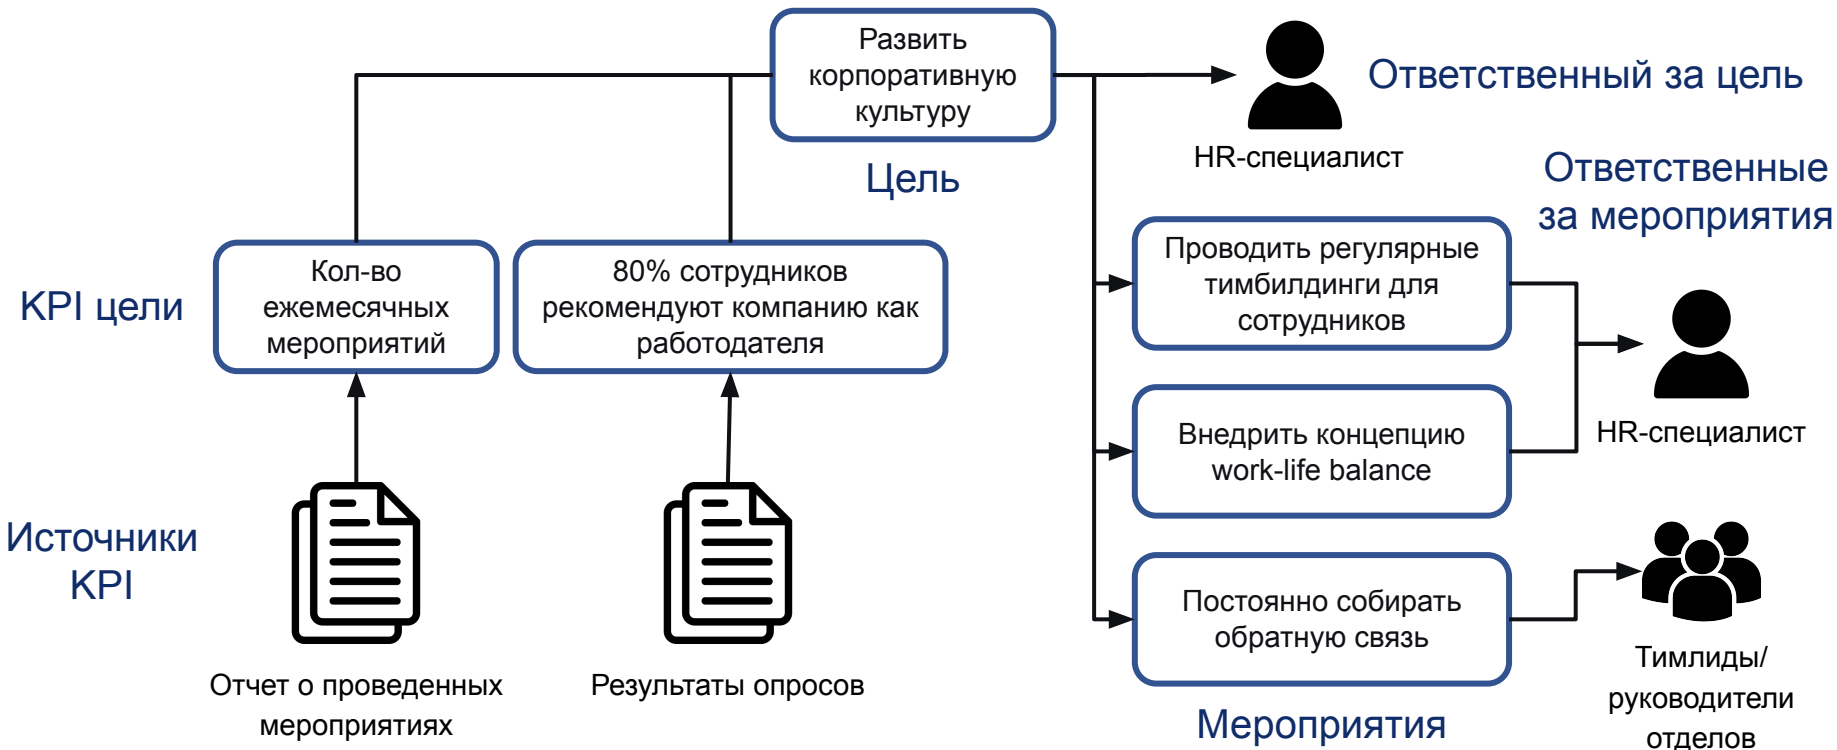 Развить
корпоративную
культуру
Цель
Ответственный за цель
HR-специалист
Ответственные
за мероприятия
KPI цели
Кол-во
ежемесячных
мероприятий
80% сотрудников
рекомендуют компанию как
работодателя
Проводить регулярные
тимбилдинги для
сотрудников
HR-специалист
Внедрить концепцию
work-life balance
Источники
KPI
Постоянно собирать
обратную связь
Отчет о проведенных
мероприятиях
Результаты опросов
Тимлиды/
руководители
отделов
Мероприятия